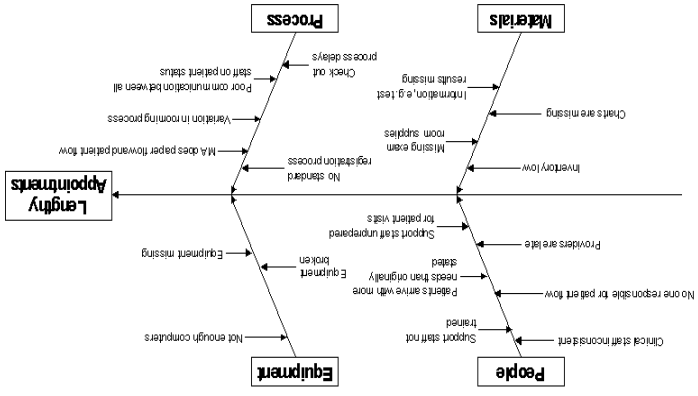 People
Equipment
Clinical staff inconsistent
Support staff not
trained
Not enough computers
No one responsible for patient flow
Patients arrive with more
needs than originally
stated
Equipment
broken
Equipment missing
Providers are late
Support staff unprepared
for patient visits
Lengthy
Appointments
Inventory low
No standard
registration process
Missing exam
room supplies
MA does paper flow and patient flow
Charts are missing
Variation in rooming process
Information, e.g. test
results missing
Poor communication between all
staff on patient status
Check out
process delays
Materials
Process